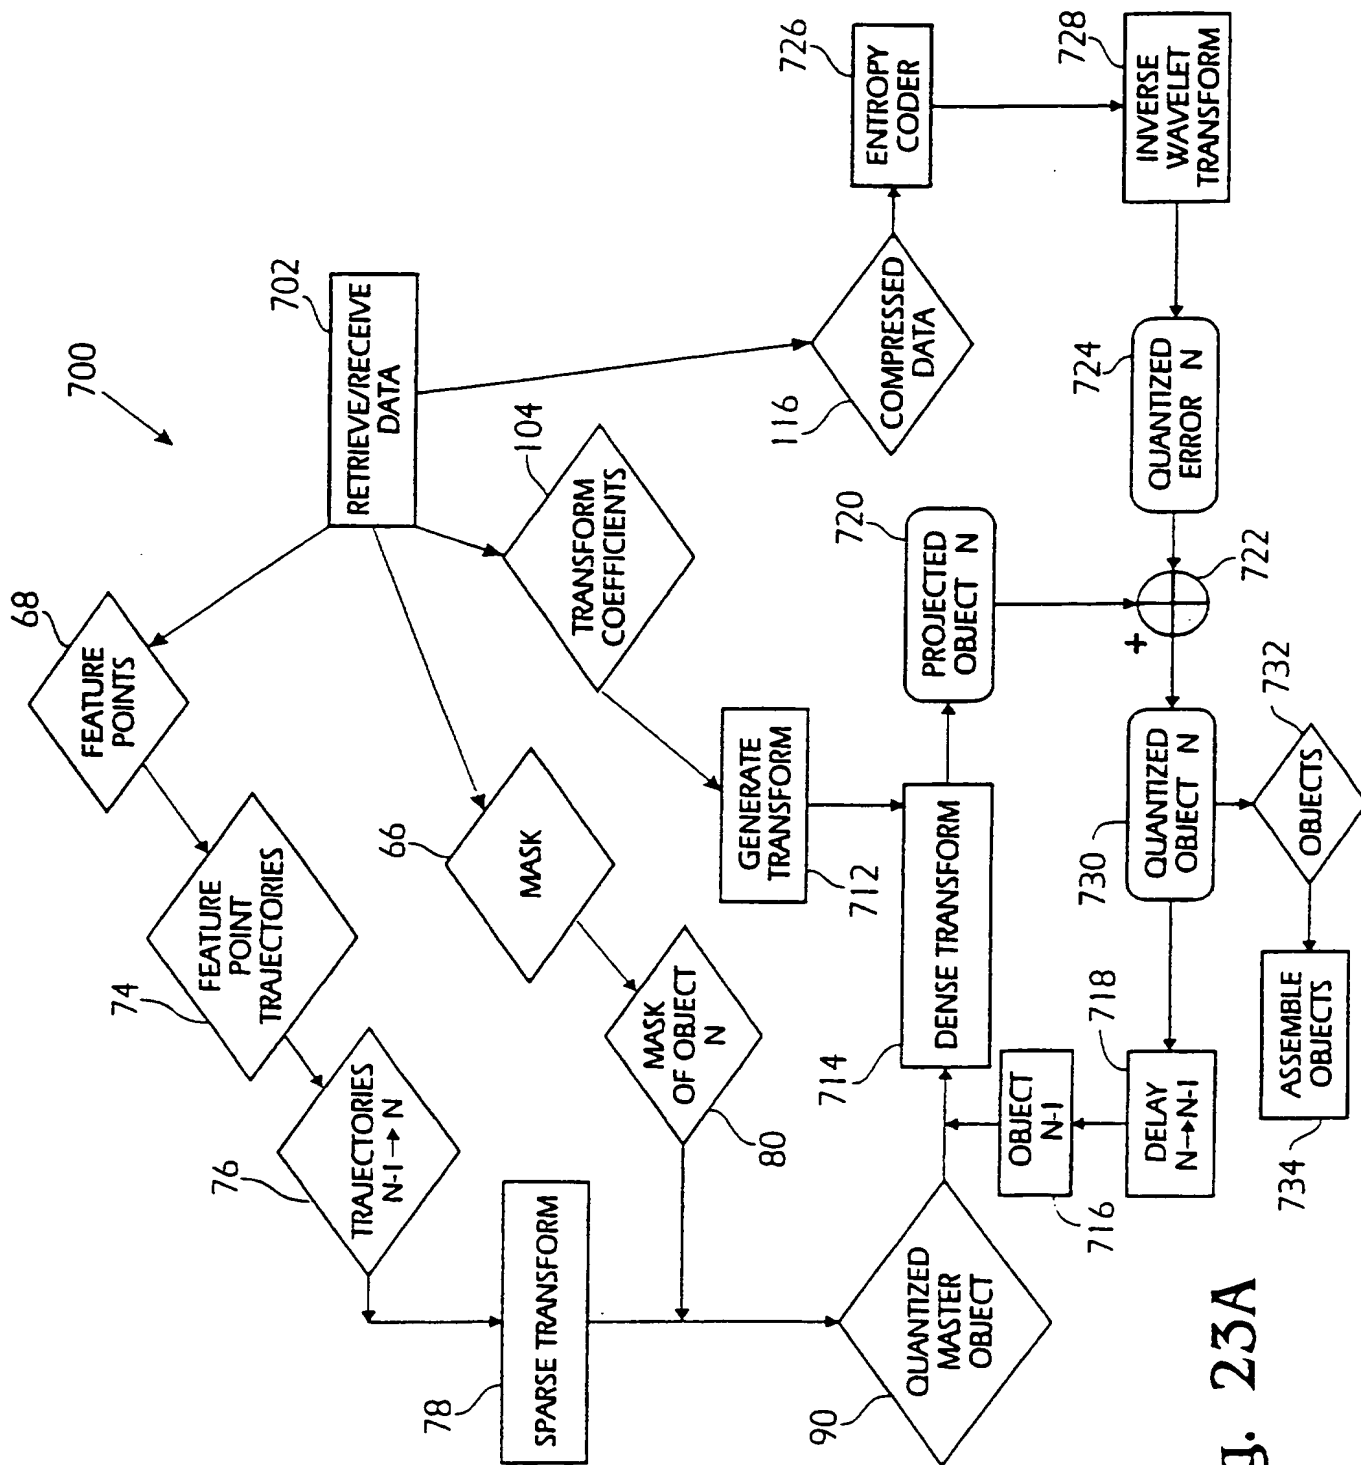 700
702
RETRIEVE/RECEIVE
DATA
68
FEATURE
POINTS
74
FEATURE
POINT
TRAJECTORIES
76
TRAJECTORIES
N-1→N
78
SPARSE TRANSFORM
66
MASK
MASK
OF OBJECT
N
80
104
TRANSFORM
COEFFICIENTS
GENERATE
TRANSFORM
712
714
DENSE TRANSFORM
90
QUANTIZED
MASTER
OBJECT
OBJECT
N-1
716
718
DELAY
N→N-1
720
PROJECTED
OBJECT N
116
COMPRESSED
DATA
726
ENTROPY
CODER
728
INVERSE
WAVELET
TRANSFORM
724
QUANTIZED
ERROR N
722
+
730
QUANTIZED
OBJECT N
732
OBJECTS
734
ASSEMBLE
OBJECTS
g. 23A